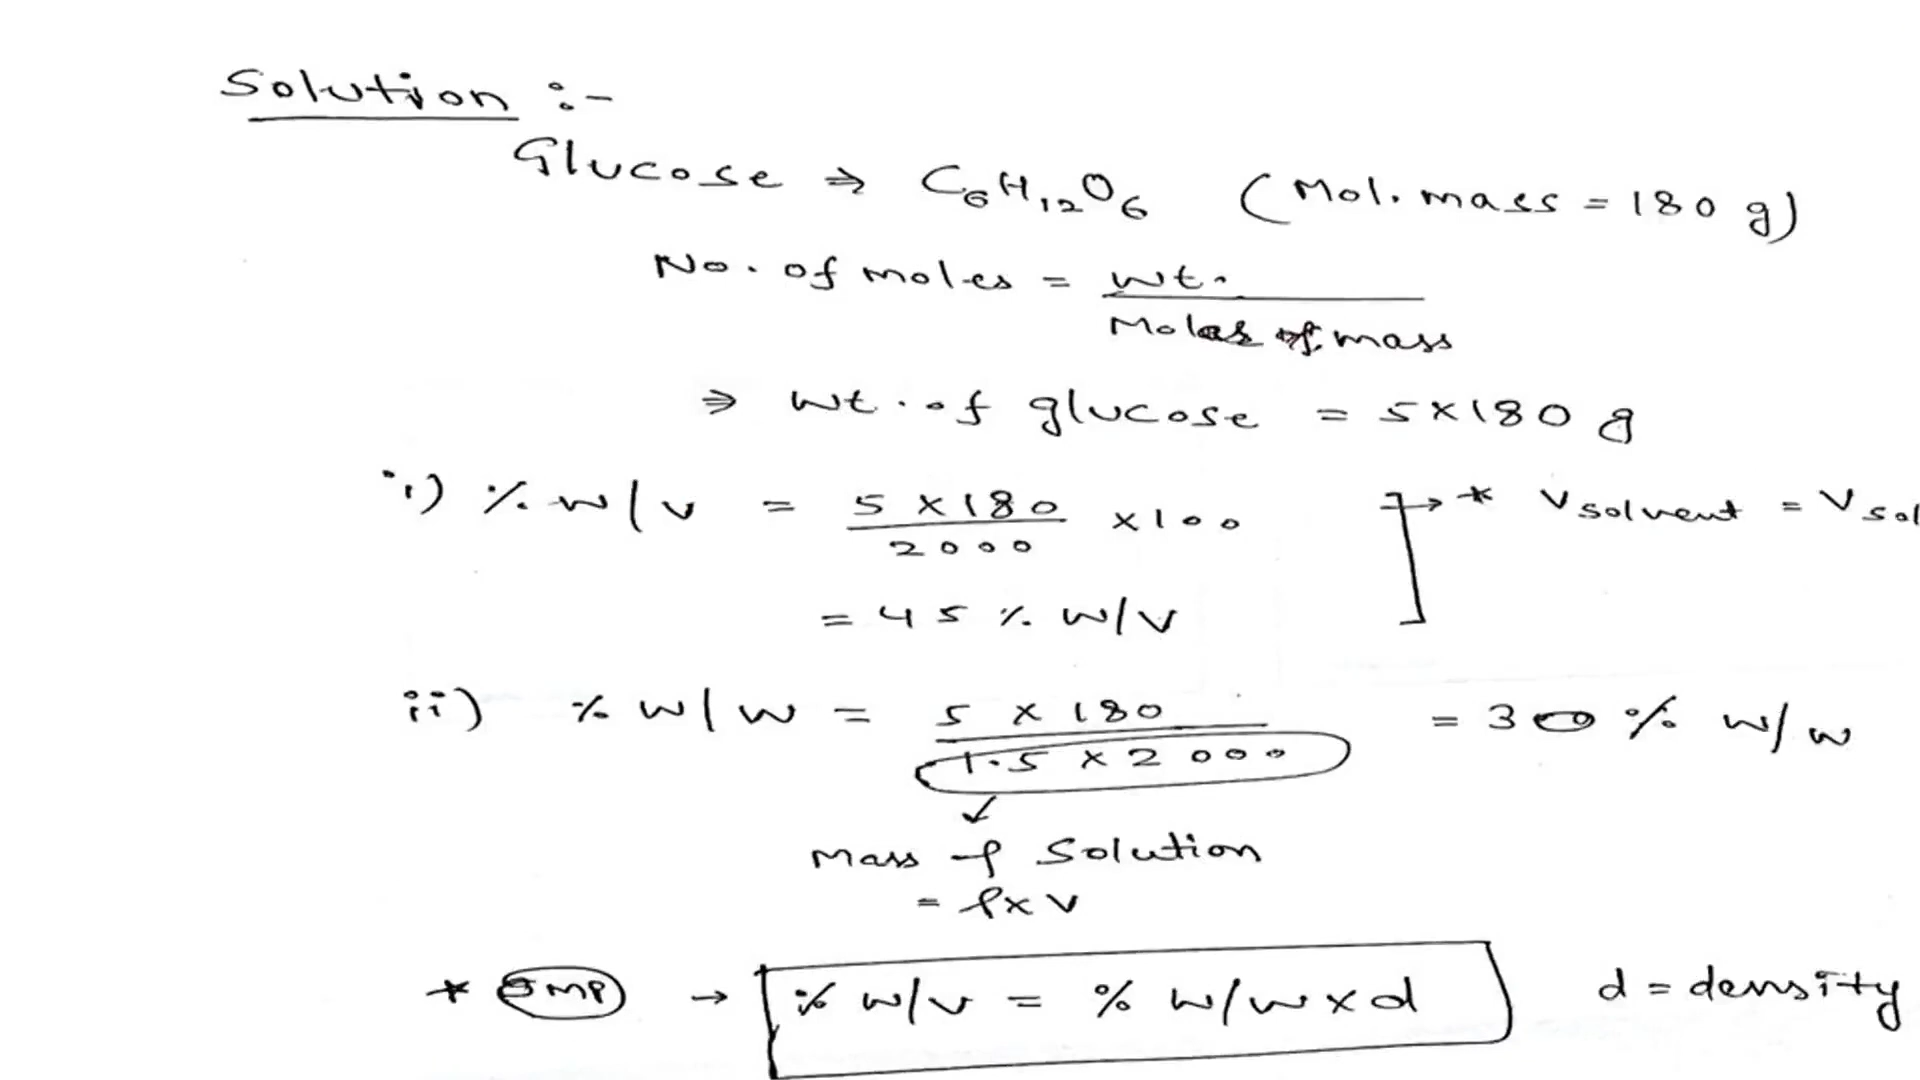 Solution :-
Glucose ⇒ C₆H₁₂O₆ (Mol. mass = 180 g)
No. of moles = wt. / Molar mass
⇒ wt. of glucose = 5×180 g
i) % w/v = 5×180 / 2000 ×100 → * Vsolvent = Vsol
= 45 % w/v
ii) % w/w = 5 × 180 / 1.5 × 2000 = 30 % w/w
Mass of Solution
= ρ×v
* IMP → % w/v = % w/w × d d = density